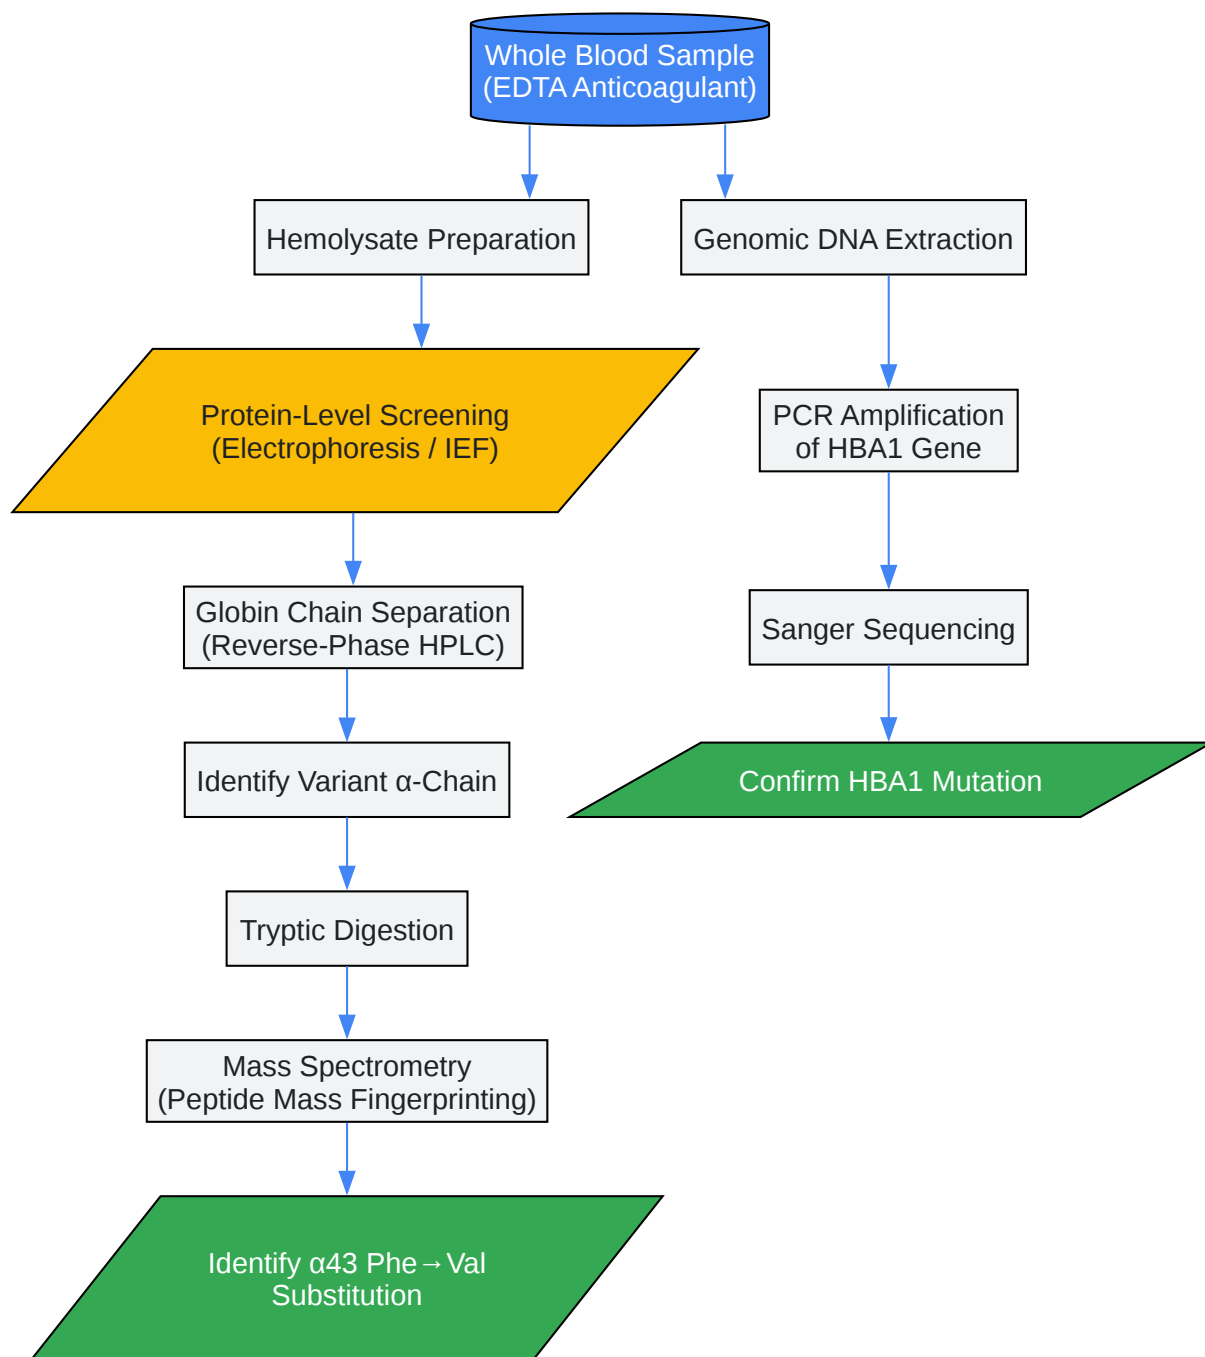 Whole Blood Sample
(EDTA Anticoagulant)
Hemolysate Preparation
Genomic DNA Extraction
Protein-Level Screening
(Electrophoresis / IEF)
PCR Amplification
of HBA1 Gene
Globin Chain Separation
(Reverse-Phase HPLC)
Sanger Sequencing
Identify Variant α-Chain
Confirm HBA1 Mutation
Tryptic Digestion
Mass Spectrometry
(Peptide Mass Fingerprinting)
Identify α43 Phe→Val
Substitution